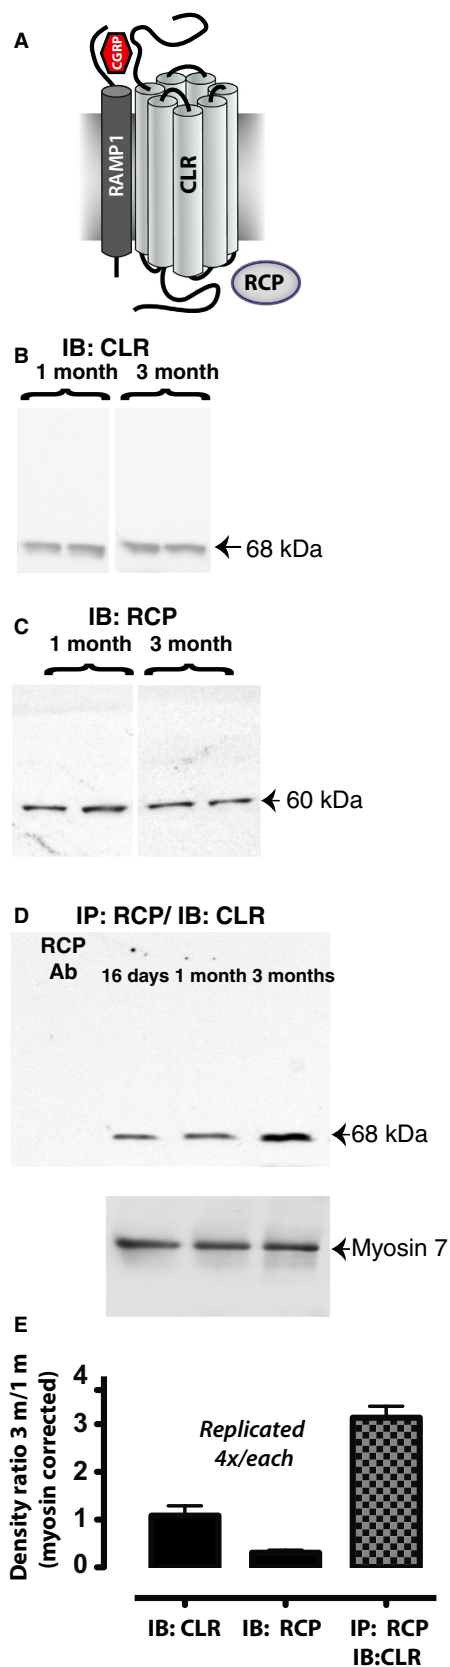 A
CGRP
RAMP1
CLR
RCP
B
IB: CLR
1 month 3 month
68 kDa
C
IB: RCP
1 month 3 month
60 kDa
D
IP: RCP/ IB: CLR
RCP
Ab
16 days 1 month 3 months
68 kDa
Myosin 7
E
Density ratio 3 m/1 m
(myosin corrected)
4
3
2
1
0
Replicated
4x/each
IB: CLR IB: RCP IP: RCP
IB:CLR